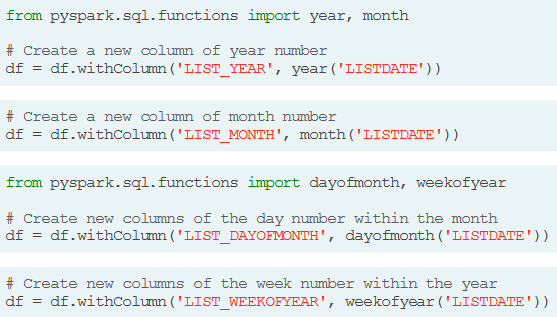 from pyspark.sql.functions import year, month
# Create a new column of year number
df = df.withColumn('LIST_YEAR', year('LISTDATE'))
# Create a new column of month number
df = df.withColumn('LIST_MONTH', month('LISTDATE'))
from pyspark.sql.functions import dayofmonth, weekofyear
# Create new columns of the day number within the month
df = df.withColumn('LIST_DAYOFMONTH', dayofmonth('LISTDATE'))
# Create new columns of the week number within the year
df = df.withColumn('LIST_WEEKOFYEAR', weekofyear('LISTDATE'))